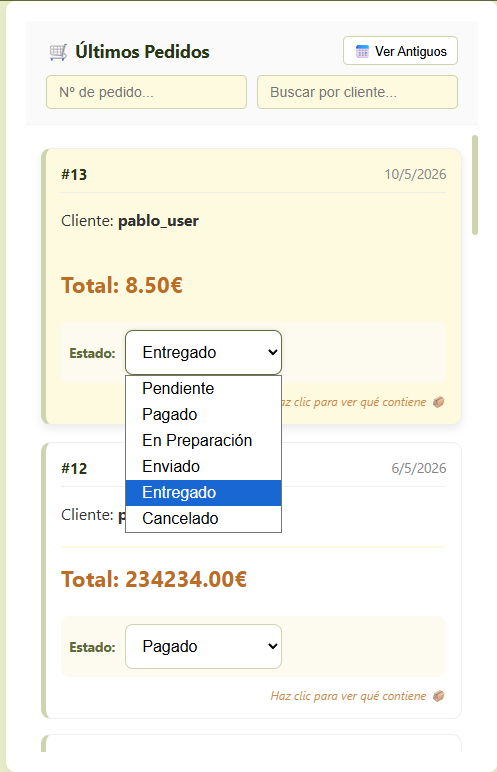 Últimos Pedidos
Ver Antiguos
Nº de pedido...
Buscar por cliente...
#13
10/5/2026
Cliente: pablo_user
Total: 8.50€
Estado:
Entregado
Pendiente
Pagado
En Preparación
Enviado
Entregado
Cancelado
clic para ver qué contiene
#12
6/5/2026
Cliente:
Total: 234234.00€
Estado:
Pagado
Haz clic para ver qué contiene